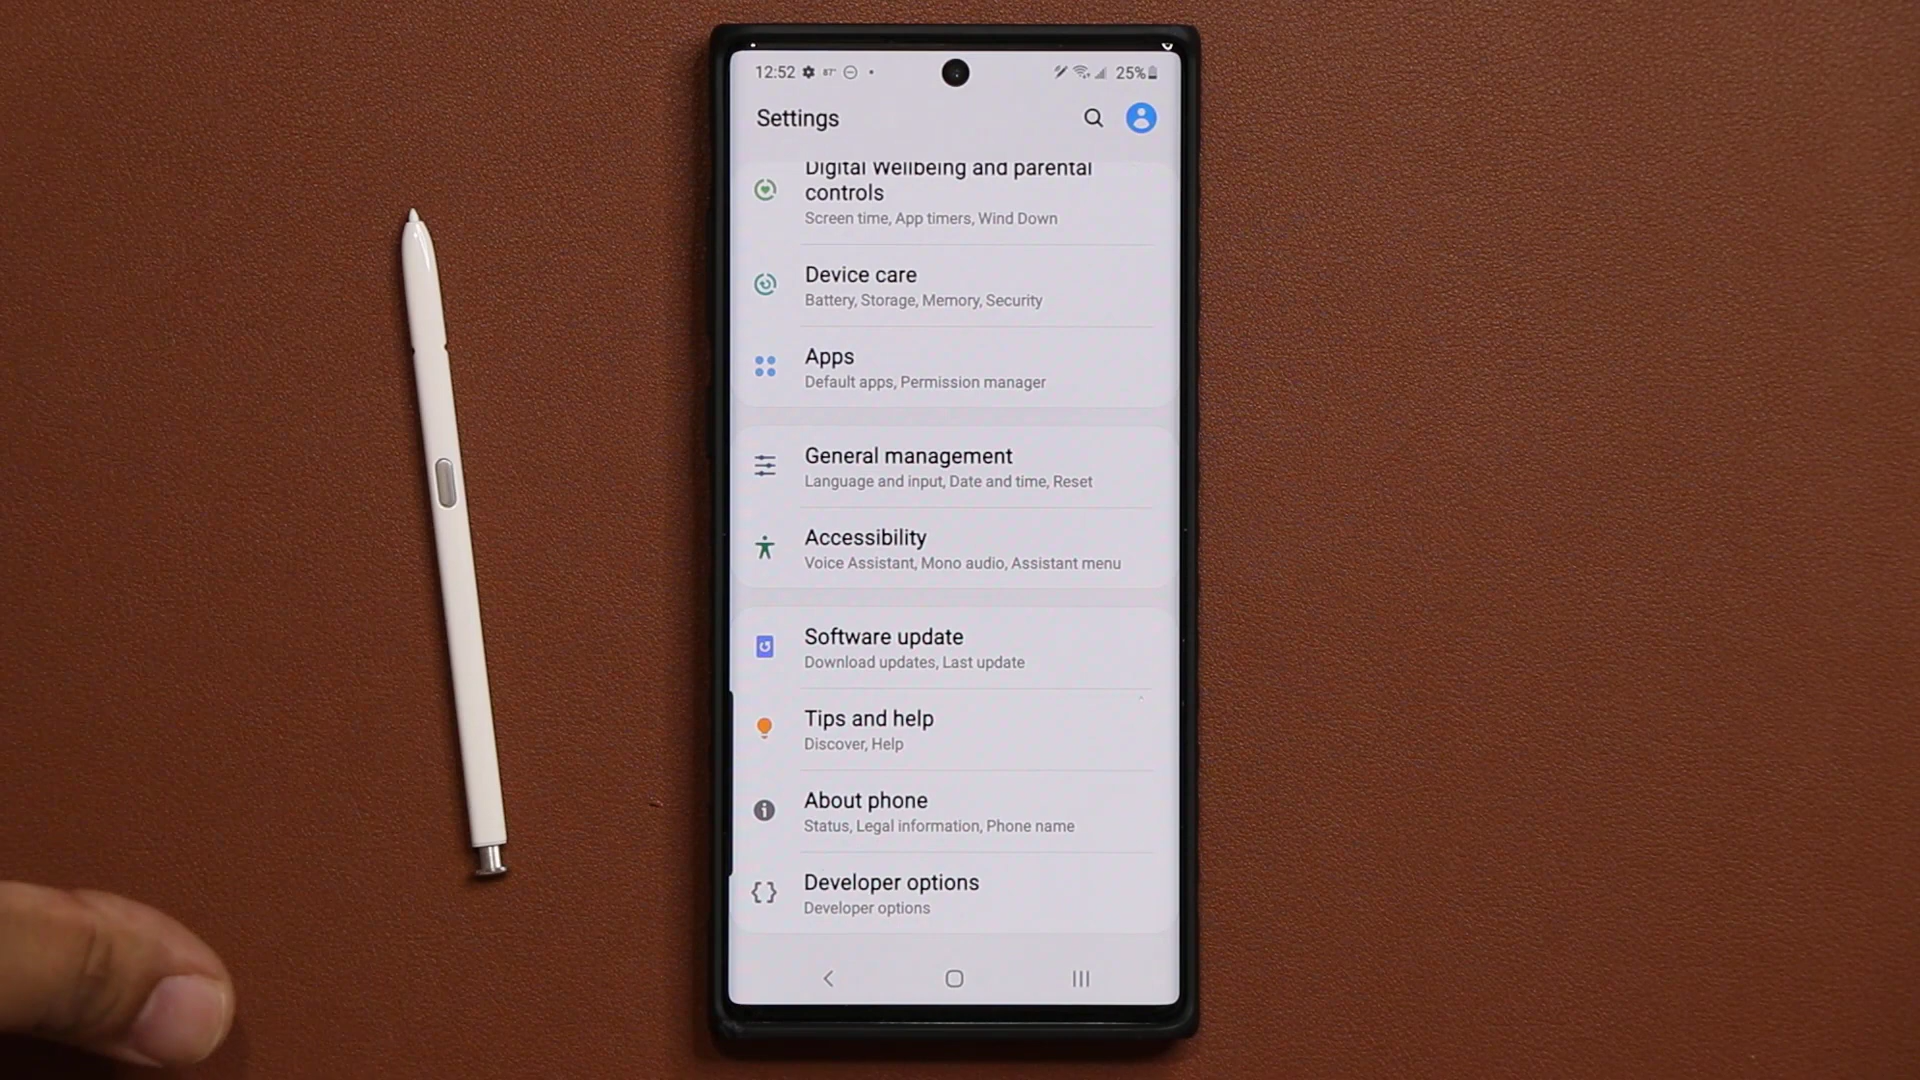 12:52 87° 25%
Settings
Digital Wellbeing and parental
controls
Screen time, App timers, Wind Down
Device care
Battery, Storage, Memory, Security
Apps
Default apps, Permission manager
General management
Language and input, Date and time, Reset
Accessibility
Voice Assistant, Mono audio, Assistant menu
Software update
Download updates, Last update
Tips and help
Discover, Help
About phone
Status, Legal information, Phone name
Developer options
Developer options